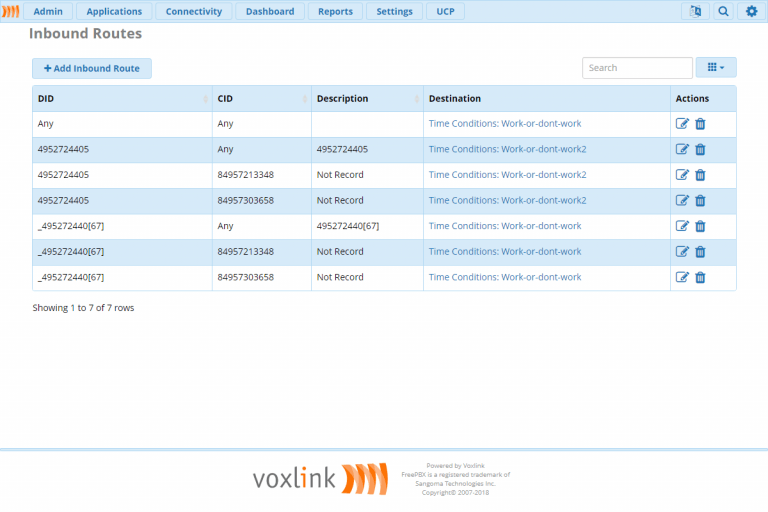 Admin Applications Connectivity Dashboard Reports Settings UCP
Inbound Routes
+ Add Inbound Route Search
DID CID Description Destination Actions
Any Any Time Conditions: Work-or-dont-work
4952724405 Any 4952724405 Time Conditions: Work-or-dont-work2
4952724405 84957213348 Not Record Time Conditions: Work-or-dont-work2
4952724405 84957303658 Not Record Time Conditions: Work-or-dont-work2
_495272440[67] Any 495272440[67] Time Conditions: Work-or-dont-work
_495272440[67] 84957213348 Not Record Time Conditions: Work-or-dont-work
_495272440[67] 84957303658 Not Record Time Conditions: Work-or-dont-work
Showing 1 to 7 of 7 rows
voxlink
Powered by Voxlink
FreePBX is a registered trademark of
Sangoma Technologies Inc.
Copyright© 2007-2018